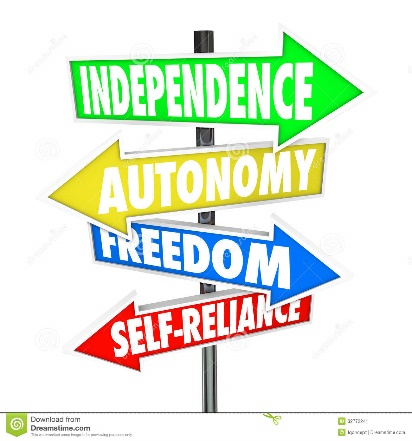 INDEPENDENCE
AUTONOMY
FREEDOM
SELF-RELIANCE
Download from
Dreamstime.com